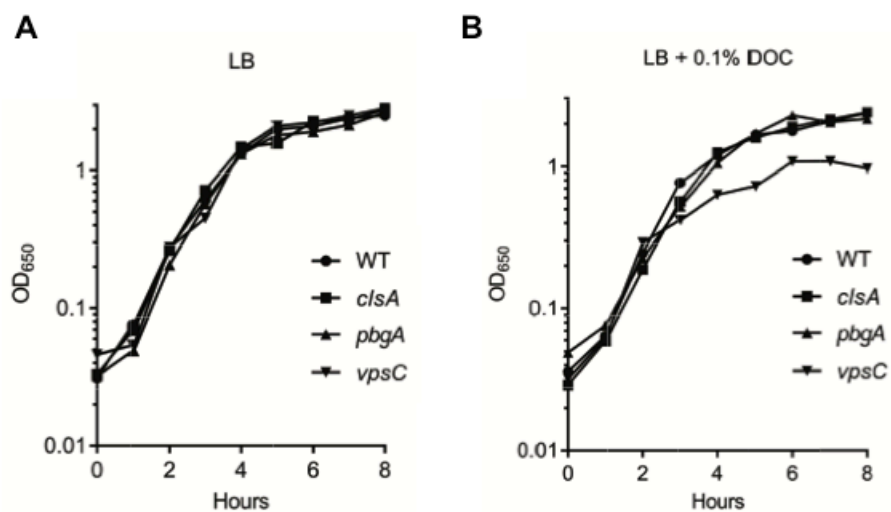 A
LB
1
0.1
0.01
OD650
0 2 4 6 8
Hours
WT
clsA
pbgA
vpsC
B
LB + 0.1% DOC
1
0.1
0.01
OD650
0 2 4 6 8
Hours
WT
clsA
pbgA
vpsC